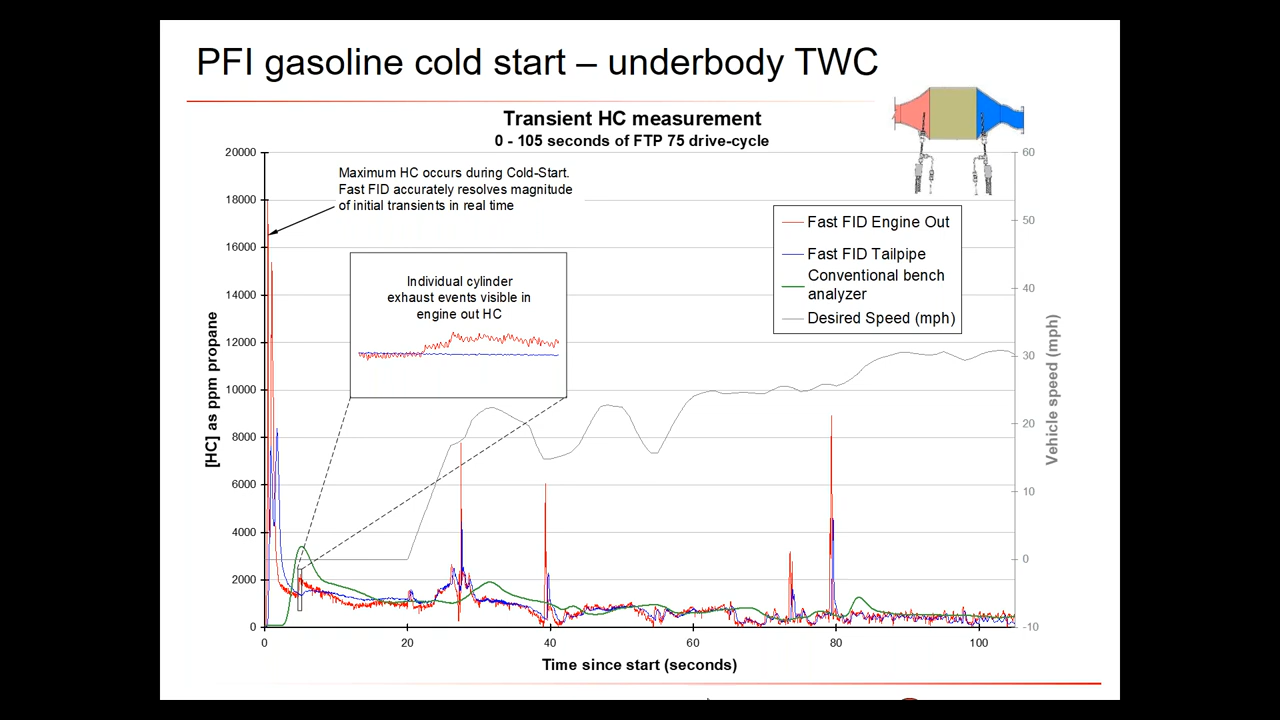 PFI gasoline cold start – underbody TWC
Transient HC measurement
0 - 105 seconds of FTP 75 drive-cycle
20000
18000
16000
14000
12000
10000
8000
6000
4000
2000
0
[HC] as ppm propane
Maximum HC occurs during Cold-Start.
Fast FID accurately resolves magnitude
of initial transients in real time
Individual cylinder
exhaust events visible in
engine out HC
Fast FID Engine Out
Fast FID Tailpipe
Conventional bench
analyzer
Desired Speed (mph)
60
50
40
30
20
10
0
-10
Vehicle speed (mph)
0
20
40
60
80
100
Time since start (seconds)